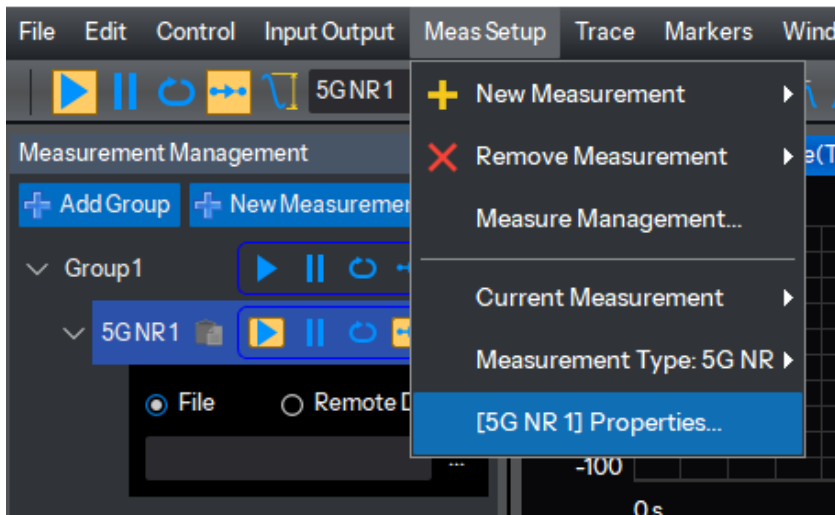 File Edit Control Input Output Meas Setup Trace Markers
5G NR 1
New Measurement
Measurement Management
Remove Measurement
Add Group New
Measure Management...
Group1
Current Measurement
5G NR 1
Measurement Type: 5G NR
File Remote
[5G NR 1] Properties...
...
-100
0 s